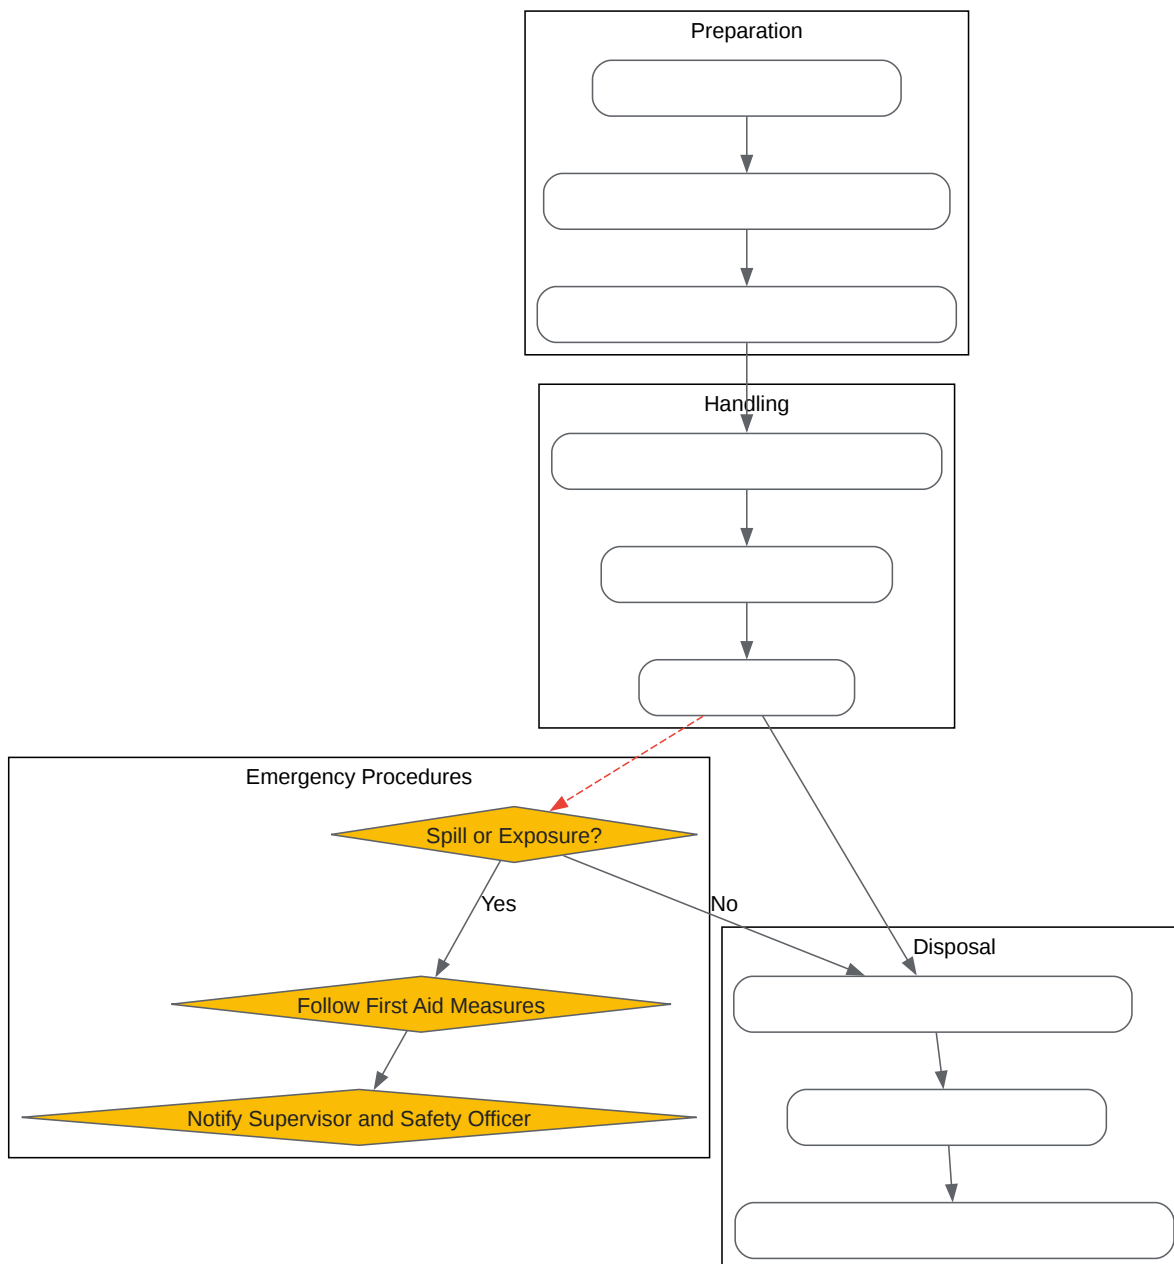 Preparation
Handling
Emergency Procedures
Spill or Exposure?
Yes
No
Disposal
Follow First Aid Measures
Notify Supervisor and Safety Officer